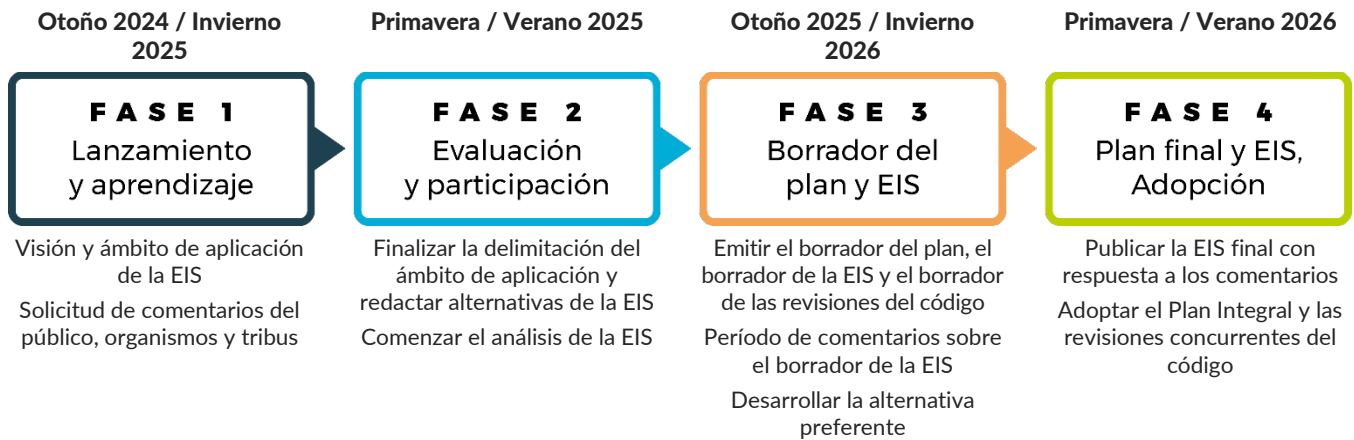 Otoño 2024 / Invierno
2025
FASE 1
Lanzamiento
y aprendizaje
Visión y ámbito de aplicación
de la EIS
Solicitud de comentarios del
público, organismos y tribus
Primavera / Verano 2025
FASE 2
Evaluación
y participación
Finalizar la delimitación del
ámbito de aplicación y
redactar alternativas de la EIS
Comenzar el análisis de la EIS
Otoño 2025 / Invierno
2026
FASE 3
Borrador del
plan y EIS
Emitir el borrador del plan, el
borrador de la EIS y el borrador
de las revisiones del código
Período de comentarios sobre
el borrador de la EIS
Desarrollar la alternativa
preferente
Primavera / Verano 2026
FASE 4
Plan final y EIS,
Adopción
Publicar la EIS final con
respuesta a los comentarios
Adoptar el Plan Integral y las
revisiones concurrentes del
código